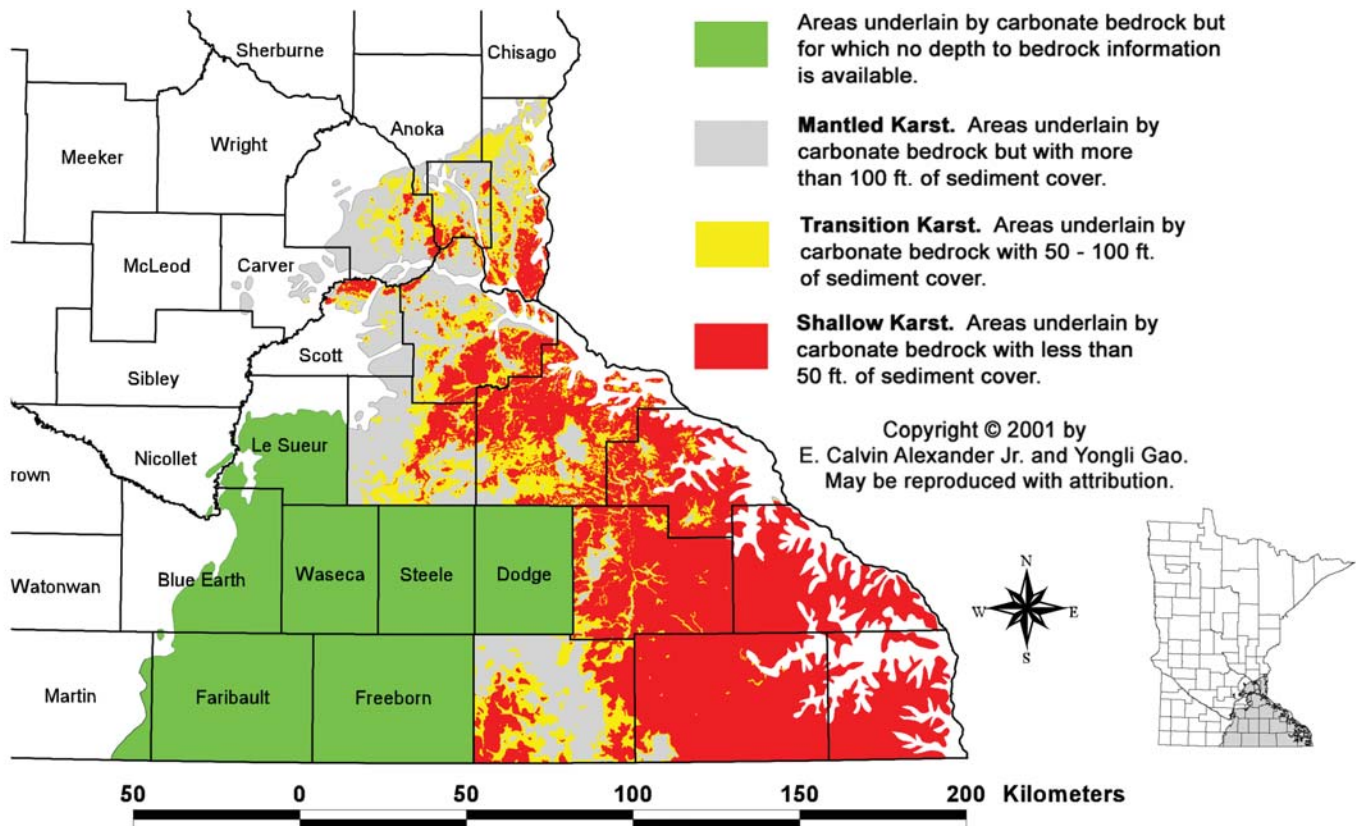 Areas underlain by carbonate bedrock but
for which no depth to bedrock information
is available.
Mantled Karst. Areas underlain by
carbonate bedrock but with more
than 100 ft. of sediment cover.
Transition Karst. Areas underlain by
carbonate bedrock with 50 - 100 ft.
of sediment cover.
Shallow Karst. Areas underlain by
carbonate bedrock with less than
50 ft. of sediment cover.
Copyright © 2001 by
E. Calvin Alexander Jr. and Yongli Gao.
May be reproduced with attribution.
Sherburne
Chisago
Anoka
Wright
Meeker
McLeod
Carver
Scott
Sibley
Le Sueur
Nicollet
rown
Watonwan
Blue Earth
Waseca
Steele
Dodge
Martin
Faribault
Freeborn
N
W
E
S
50 0 50 100 150 200 Kilometers